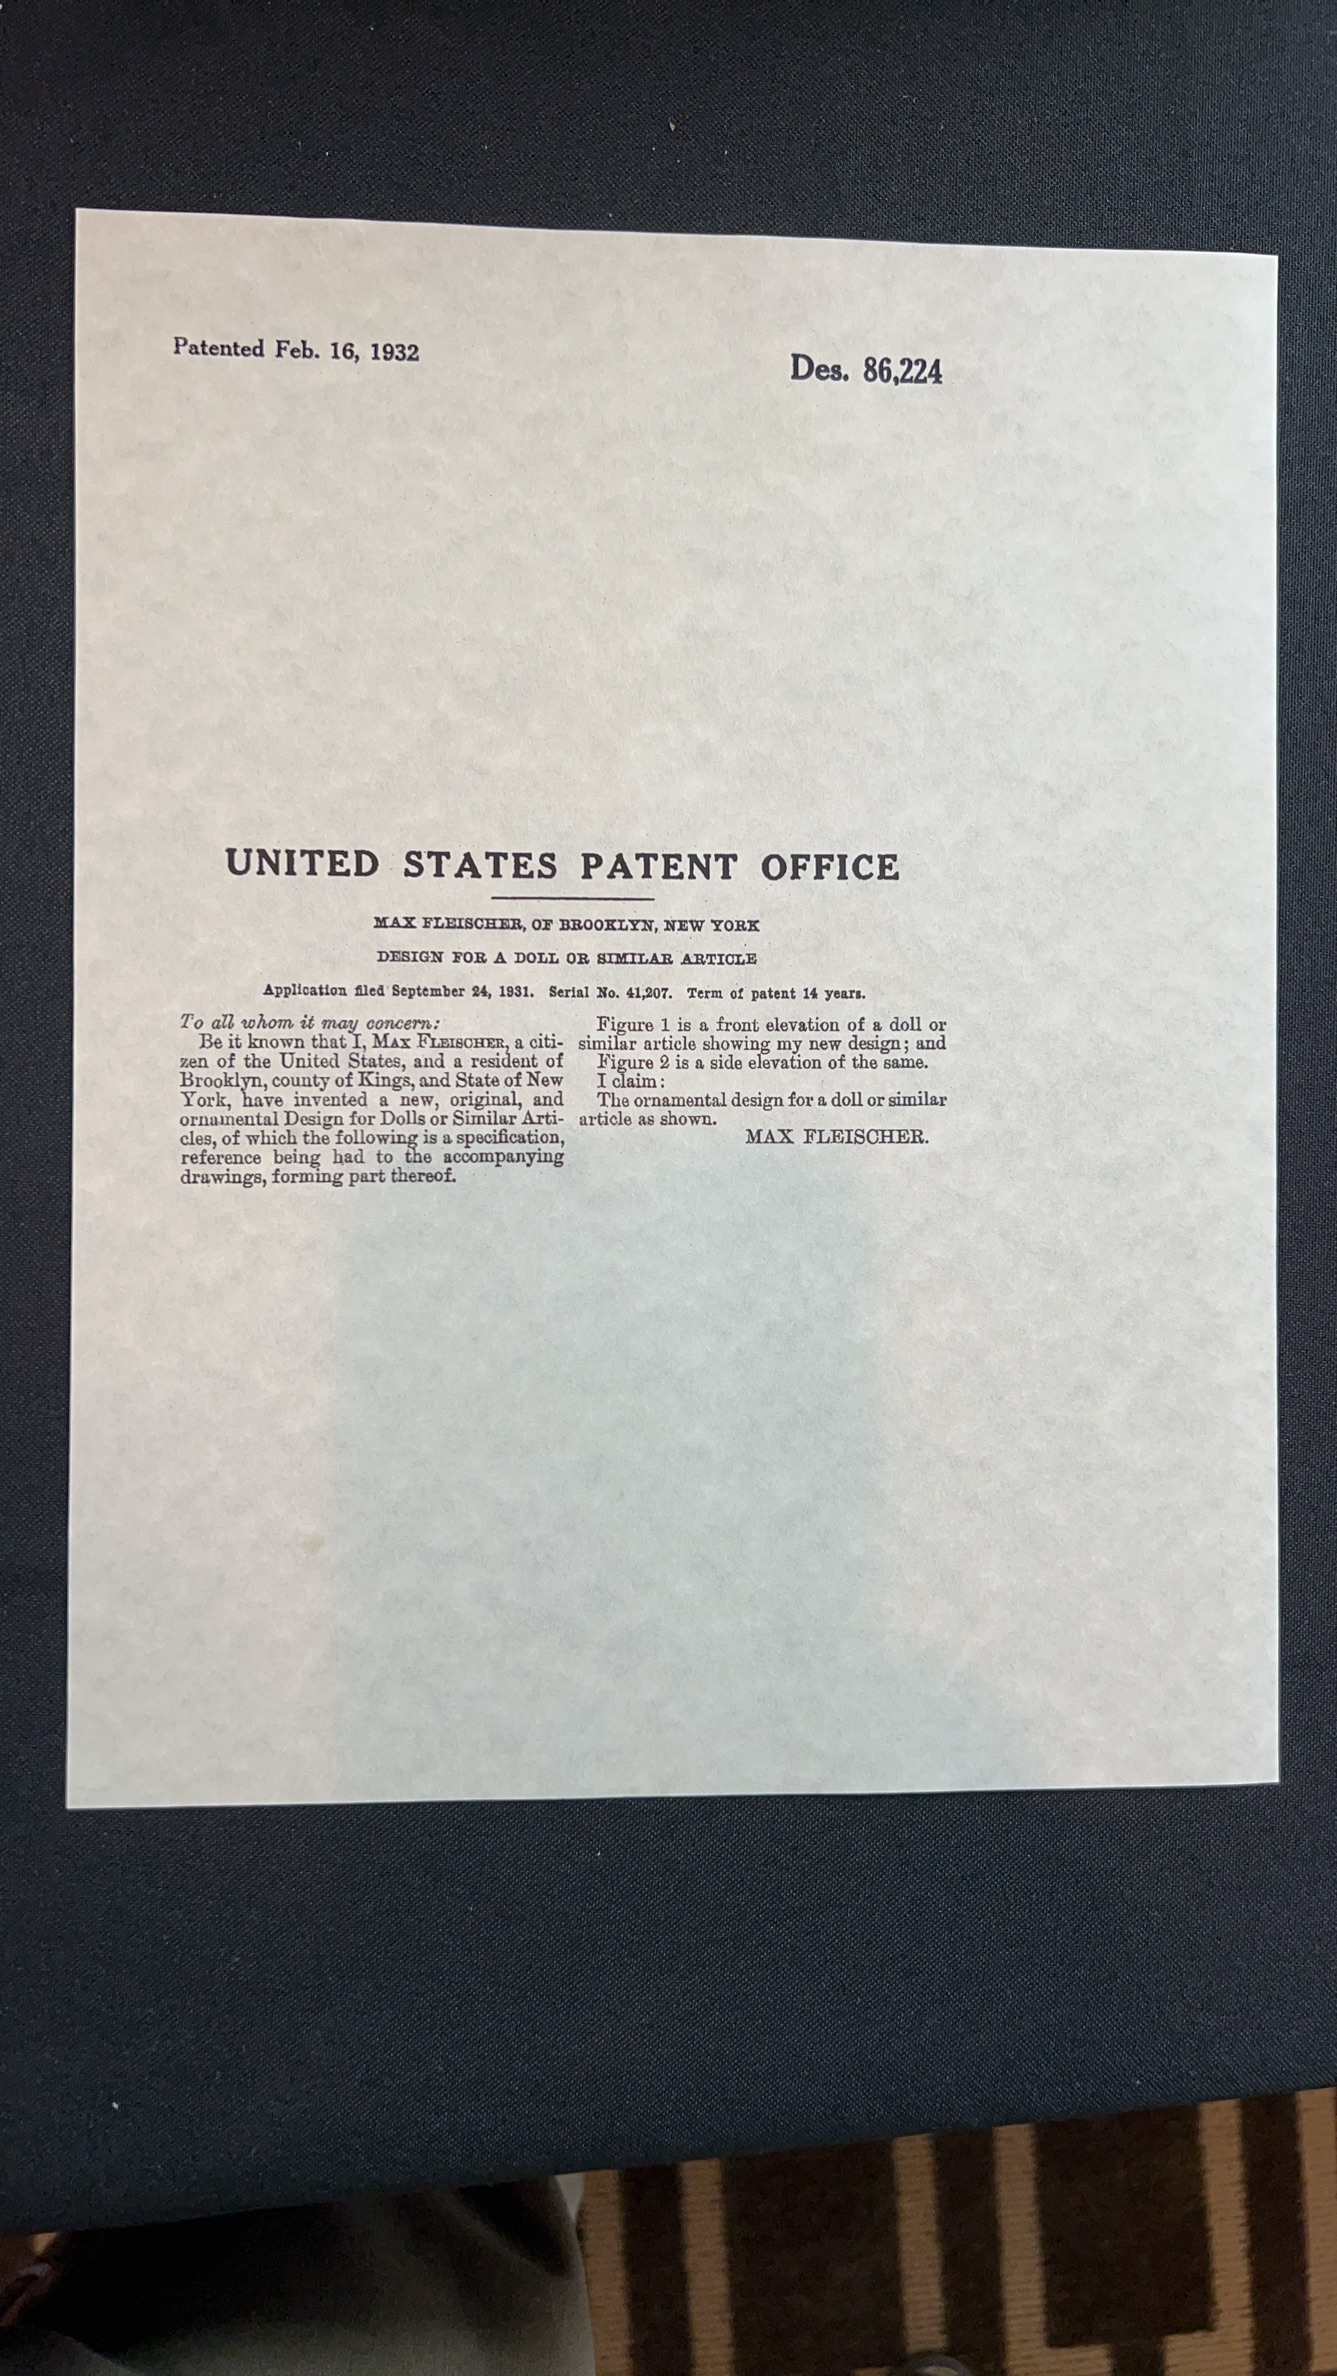 Patented Feb. 16, 1932
Des. 86,224
UNITED STATES PATENT OFFICE
MAX FLEISCHER, OF BROOKLYN, NEW YORK
DESIGN FOR A DOLL OR SIMILAR ARTICLE
Application filed September 24, 1931. Serial No. 41,207. Term of patent 14 years.
To all whom it may concern:
Be it known that I, MAX FLEISCHER, a citi-
zen of the United States, and a resident of
Brooklyn, county of Kings, and State of New
York, have invented a new, original, and
ornamental Design for Dolls or Similar Arti-
cles, of which the following is a specification,
reference being had to the accompanying
drawings, forming part thereof.
Figure 1 is a front elevation of a doll or
similar article showing my new design; and
Figure 2 is a side elevation of the same.
I claim:
The ornamental design for a doll or similar
article as shown.
MAX FLEISCHER.